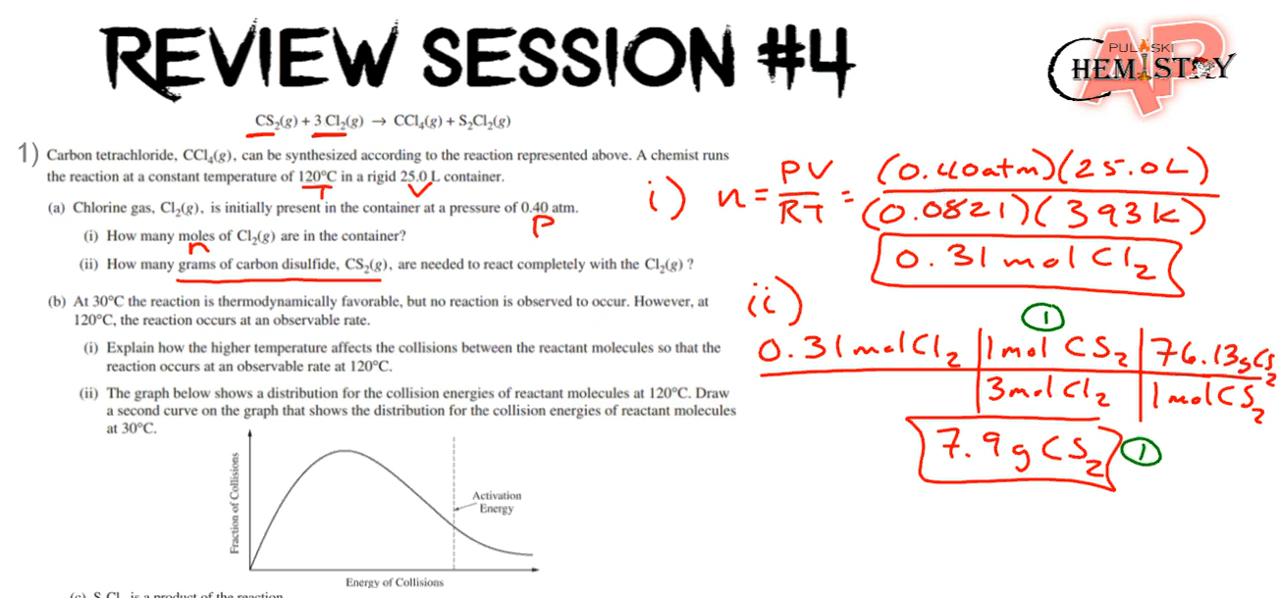 REVIEW SESSION #4
PULASKI
AP
CHEMISTRY
CS₂(g) + 3 Cl₂(g) → CCl₄(g) + S₂Cl₂(g)
1) Carbon tetrachloride, CCl₄(g), can be synthesized according to the reaction represented above. A chemist runs
the reaction at a constant temperature of 120°C in a rigid 25.0 L container.
T V
(a) Chlorine gas, Cl₂(g), is initially present in the container at a pressure of 0.40 atm.
P
(i) How many moles of Cl₂(g) are in the container?
n
(ii) How many grams of carbon disulfide, CS₂(g), are needed to react completely with the Cl₂(g) ?
(b) At 30°C the reaction is thermodynamically favorable, but no reaction is observed to occur. However, at
120°C, the reaction occurs at an observable rate.
(i) Explain how the higher temperature affects the collisions between the reactant molecules so that the
reaction occurs at an observable rate at 120°C.
(ii) The graph below shows a distribution for the collision energies of reactant molecules at 120°C. Draw
a second curve on the graph that shows the distribution for the collision energies of reactant molecules
at 30°C.
Fraction of Collisions
Activation
Energy
Energy of Collisions
(c) S₂Cl₂ is a product of the reaction.
i) n = PV/RT = (0.40atm)(25.0L)/(0.0821)(393K)
0.31 mol Cl₂
ii)
1
0.31 mol Cl₂ | 1 mol CS₂ | 76.13g CS₂
3 mol Cl₂ | 1 mol CS₂
7.9g CS₂ 1